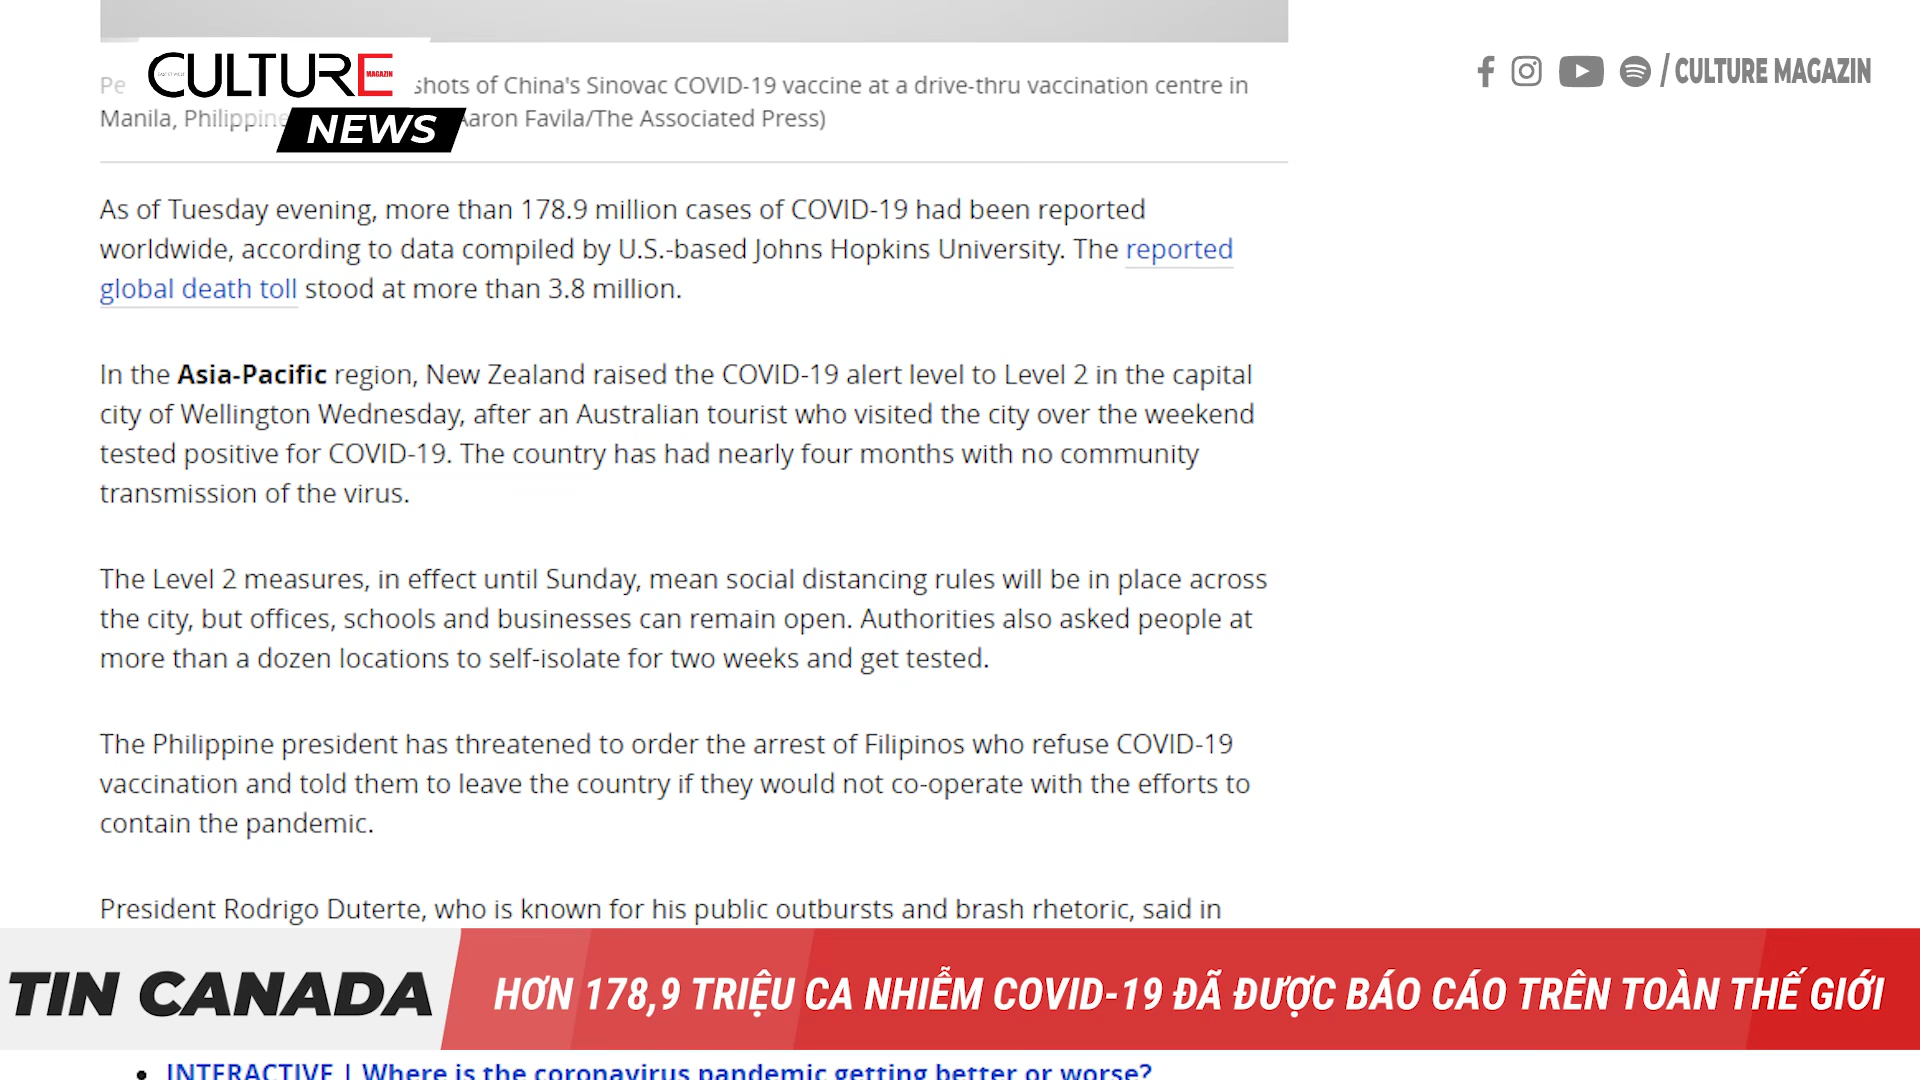 CULTURE
MAGAZIN
NEWS
/ CULTURE MAGAZIN
Pe shots of China's Sinovac COVID-19 vaccine at a drive-thru vaccination centre in
Manila, Philippine Aaron Favila/The Associated Press)
As of Tuesday evening, more than 178.9 million cases of COVID-19 had been reported
worldwide, according to data compiled by U.S.-based Johns Hopkins University. The reported
global death toll stood at more than 3.8 million.
In the Asia-Pacific region, New Zealand raised the COVID-19 alert level to Level 2 in the capital
city of Wellington Wednesday, after an Australian tourist who visited the city over the weekend
tested positive for COVID-19. The country has had nearly four months with no community
transmission of the virus.
The Level 2 measures, in effect until Sunday, mean social distancing rules will be in place across
the city, but offices, schools and businesses can remain open. Authorities also asked people at
more than a dozen locations to self-isolate for two weeks and get tested.
The Philippine president has threatened to order the arrest of Filipinos who refuse COVID-19
vaccination and told them to leave the country if they would not co-operate with the efforts to
contain the pandemic.
President Rodrigo Duterte, who is known for his public outbursts and brash rhetoric, said in
TIN CANADA
HƠN 178,9 TRIỆU CA NHIỄM COVID-19 ĐÃ ĐƯỢC BÁO CÁO TRÊN TOÀN THẾ GIỚI
• INTERACTIVE | Where is the coronavirus pandemic getting better or worse?